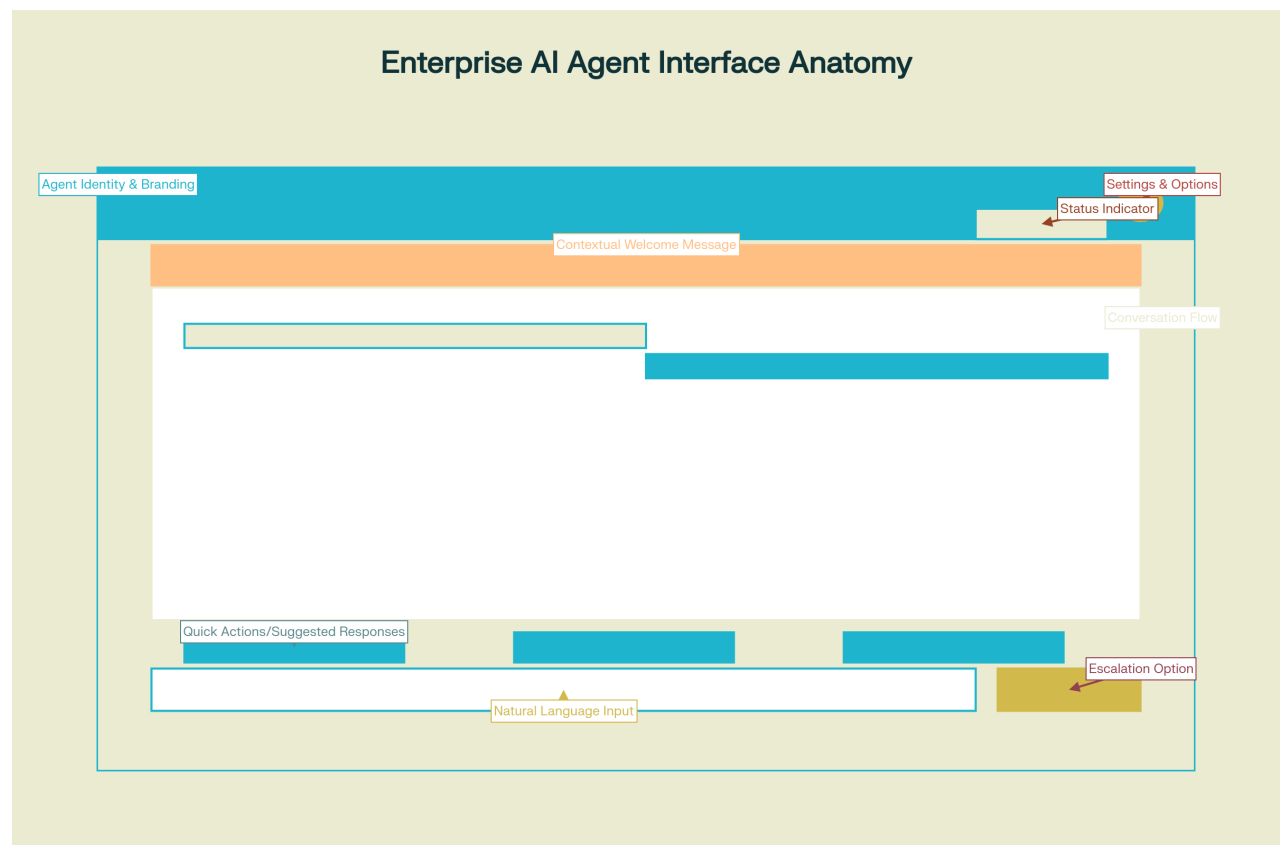 Enterprise AI Agent Interface Anatomy
Agent Identity & Branding
Settings & Options
Status Indicator
Contextual Welcome Message
Conversation Flow
Quick Actions/Suggested Responses
Escalation Option
Natural Language Input